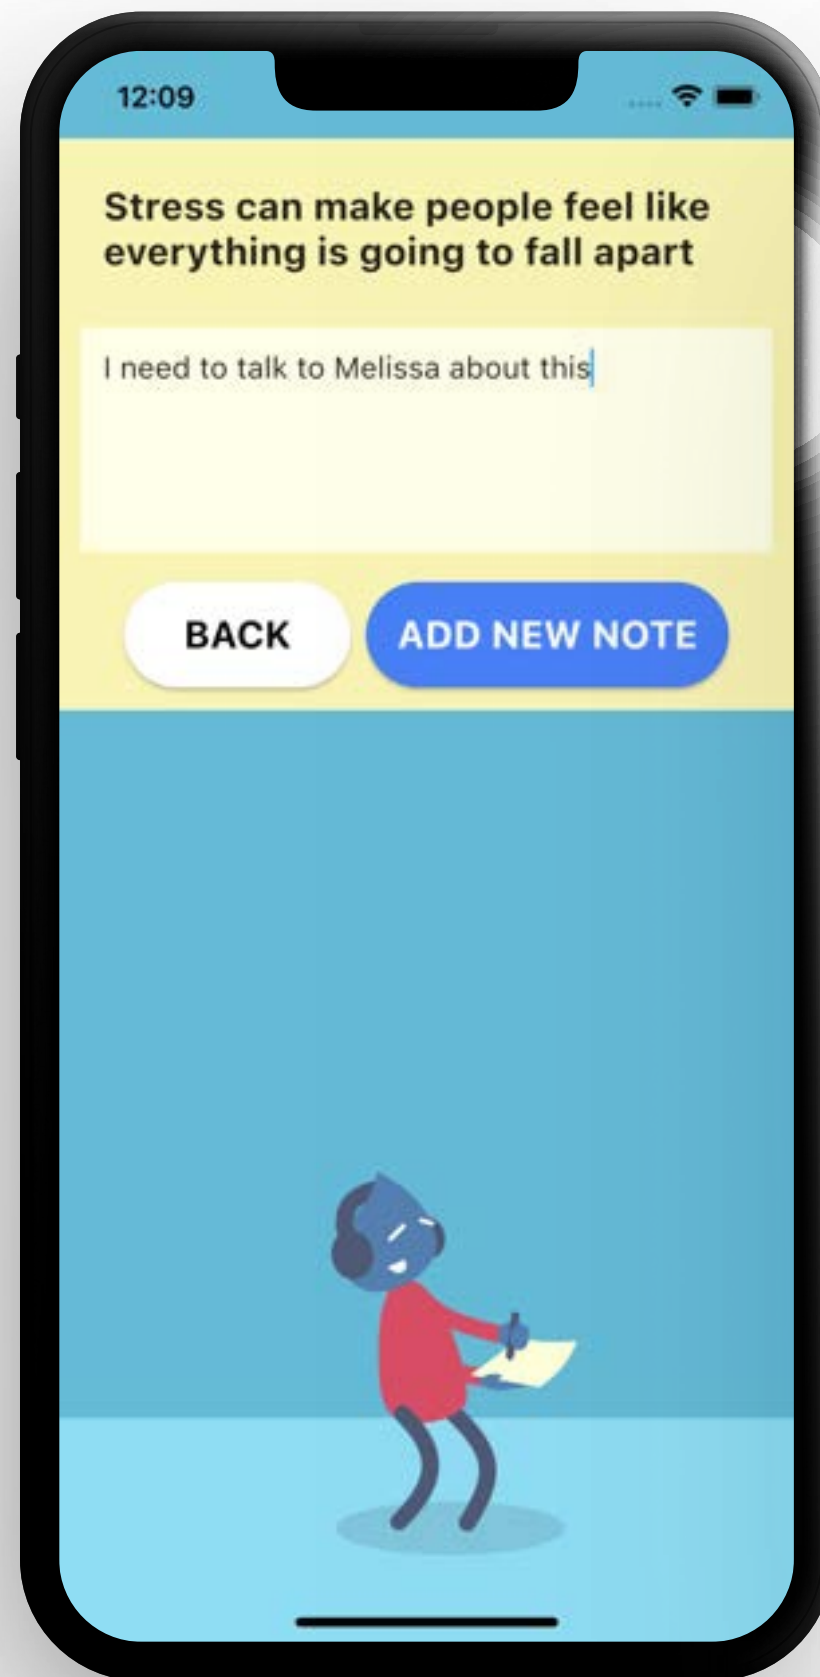 12:09
Stress can make people feel like
everything is going to fall apart
I need to talk to Melissa about this
BACK
ADD NEW NOTE